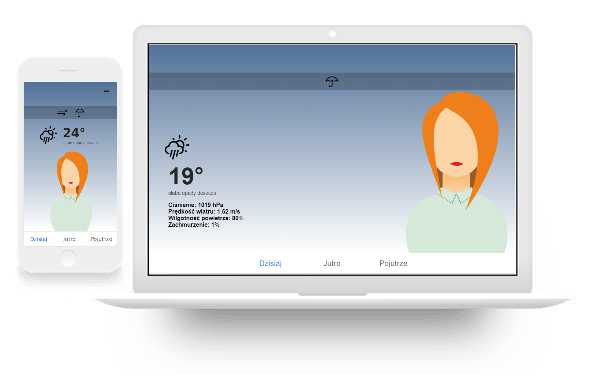 24°
Dzisiaj Jutro Pojutrze
19°
słabe opady deszczu
Ciśnienie: 1019 hPa
Prędkość wiatru: 1.62 m/s
Wilgotność powietrza: 80%
Zachmurzenie: 1%
Dzisiaj Jutro Pojutrze